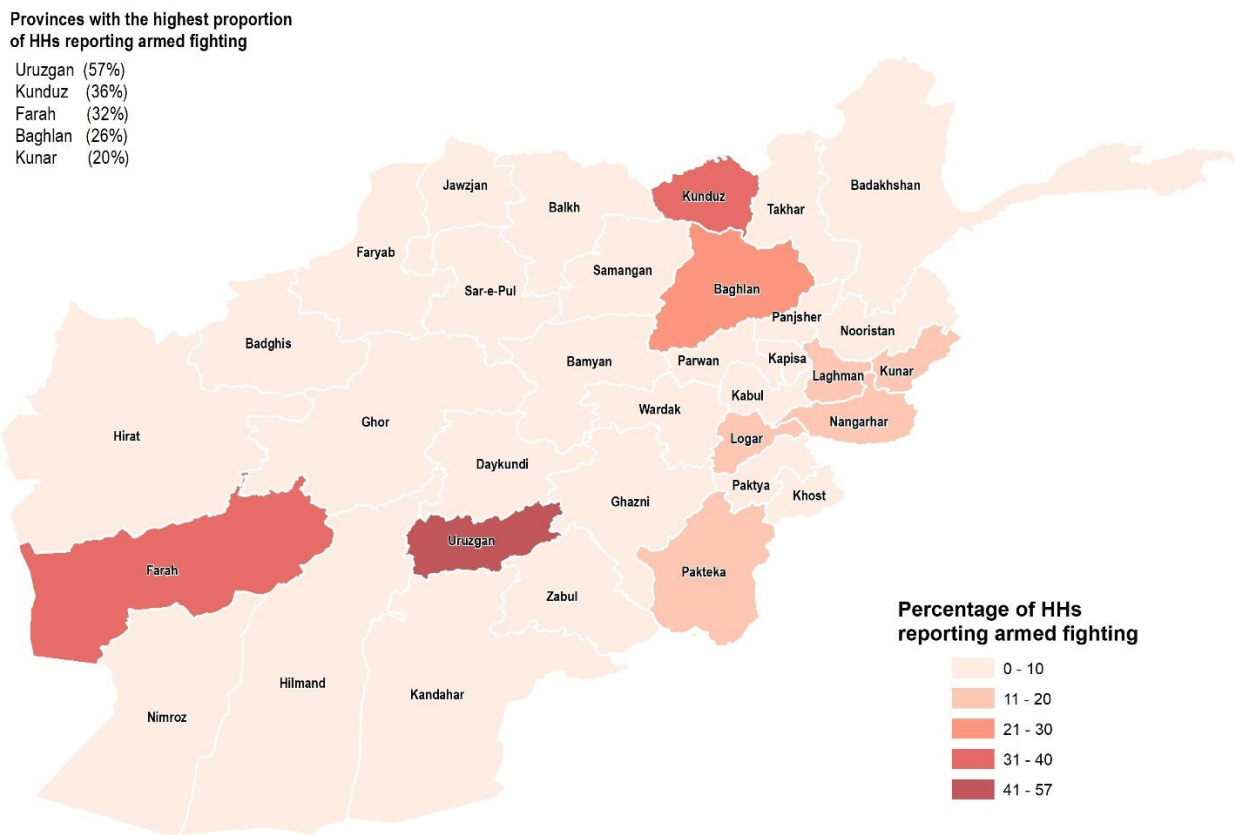 Provinces with the highest proportion
of HHs reporting armed fighting
Uruzgan (57%)
Kunduz (36%)
Farah (32%)
Baghlan (26%)
Kunar (20%)
Jawzjan
Balkh
Kunduz
Takhar
Badakhshan
Faryab
Sar-e-Pul
Samangan
Baghlan
Badghis
Panjsher
Nooristan
Bamyan
Parwan
Kapisa
Laghman
Kunar
Kabul
Hirat
Ghor
Wardak
Nangarhar
Logar
Daykundi
Ghazni
Paktya
Khost
Uruzgan
Farah
Pakteka
Zabul
Hilmand
Kandahar
Nimroz
Percentage of HHs
reporting armed fighting
0 - 10
11 - 20
21 - 30
31 - 40
41 - 57